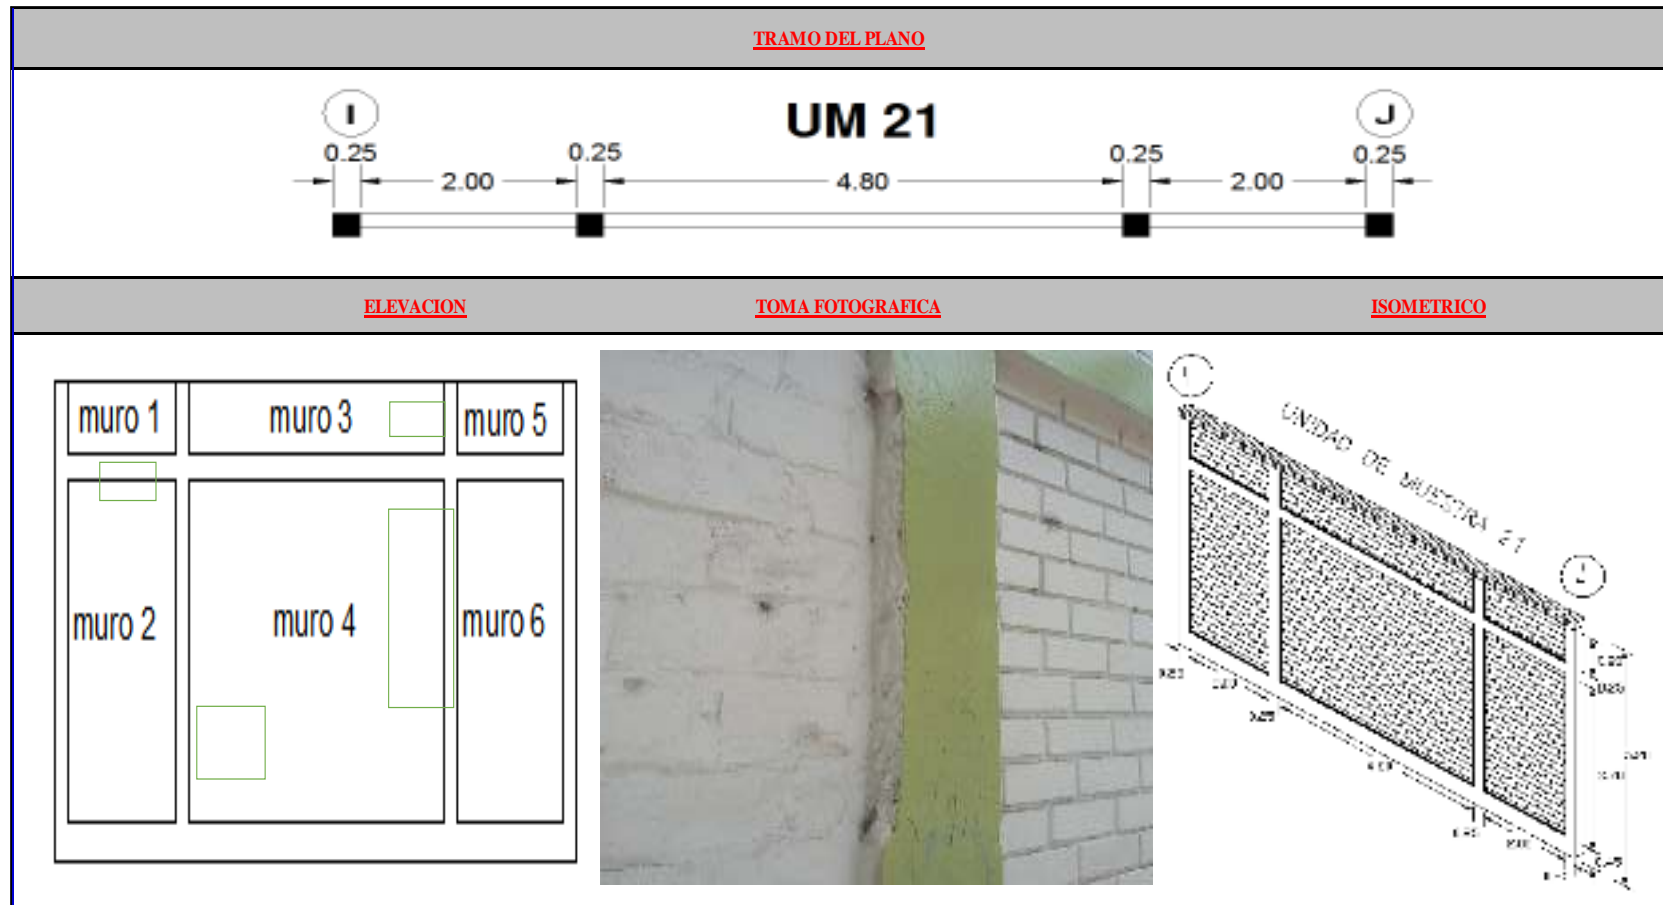 TRAMO DEL PLANO
I UM 21 J
0.25 0.25 0.25 0.25
2.00 4.80 2.00
ELEVACION TOMA FOTOGRAFICA ISOMETRICO
muro 1 muro 3 muro 5
muro 2 muro 4 muro 6
UNIDAD DE MUESTRA 21